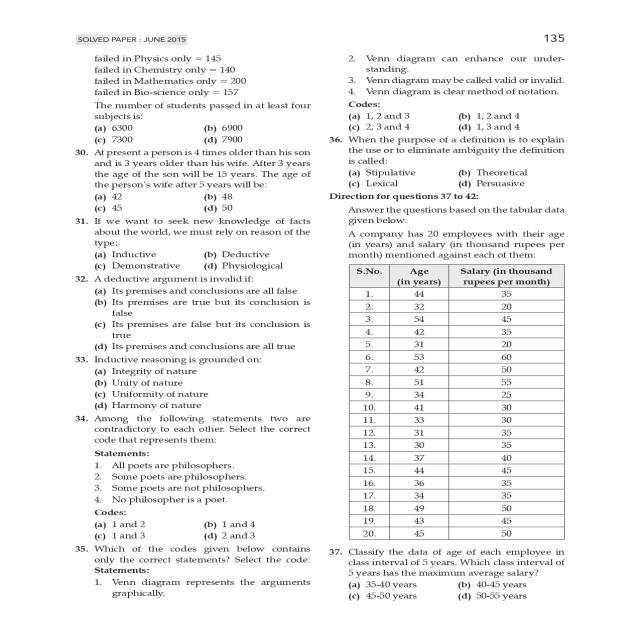 SOLVED PAPER : JUNE 2015
135
failed in Physics only = 145
failed in Chemistry only = 140
failed in Mathematics only = 200
failed in Bio-science only = 157
The number of students passed in at least four
subjects is:
(a) 6300 (b) 6900
(c) 7300 (d) 7900
30. At present a person is 4 times older than his son
and is 3 years older than his wife. After 3 years
the age of the son will be 15 years. The age of
the person's wife after 5 years will be:
(a) 42 (b) 48
(c) 45 (d) 50
31. If we want to seek new knowledge of facts
about the world, we must rely on reason of the
type:
(a) Inductive (b) Deductive
(c) Demonstrative (d) Physiological
32. A deductive argument is invalid if:
(a) Its premises and conclusions are all false
(b) Its premises are true but its conclusion is
false
(c) Its premises are false but its conclusion is
true
(d) Its premises and conclusions are all true
33. Inductive reasoning is grounded on:
(a) Integrity of nature
(b) Unity of nature
(c) Uniformity of nature
(d) Harmony of nature
34. Among the following statements two are
contradictory to each other. Select the correct
code that represents them:
Statements:
1. All poets are philosophers.
2. Some poets are philosophers.
3. Some poets are not philosophers.
4. No philosopher is a poet.
Codes:
(a) 1 and 2 (b) 1 and 4
(c) 1 and 3 (d) 2 and 3
35. Which of the codes given below contains
only the correct statements? Select the code:
Statements:
1. Venn diagram represents the arguments
graphically.
2. Venn diagram can enhance our under-
standing.
3. Venn diagram may be called valid or invalid.
4. Venn diagram is clear method of notation.
Codes:
(a) 1, 2 and 3 (b) 1, 2 and 4
(c) 2, 3 and 4 (d) 1, 3 and 4
36. When the purpose of a definition is to explain
the use or to eliminate ambiguity the definition
is called:
(a) Stipulative (b) Theoretical
(c) Lexical (d) Persuasive
Direction for questions 37 to 42:
Answer the questions based on the tabular data
given below.
A company has 20 employees with their age
(in years) and salary (in thousand rupees per
month) mentioned against each of them:
S.No. Age Salary (in thousand
(in years) rupees per month)
1. 44 35
2. 32 20
3. 54 45
4. 42 35
5. 31 20
6. 53 60
7. 42 50
8. 51 55
9. 34 25
10. 41 30
11. 33 30
12. 31 35
13. 30 35
14. 37 40
15. 44 45
16. 36 35
17. 34 35
18. 49 50
19. 43 45
20. 45 50
37. Classify the data of age of each employee in
class interval of 5 years. Which class interval of
5 years has the maximum average salary?
(a) 35-40 years (b) 40-45 years
(c) 45-50 years (d) 50-55 years